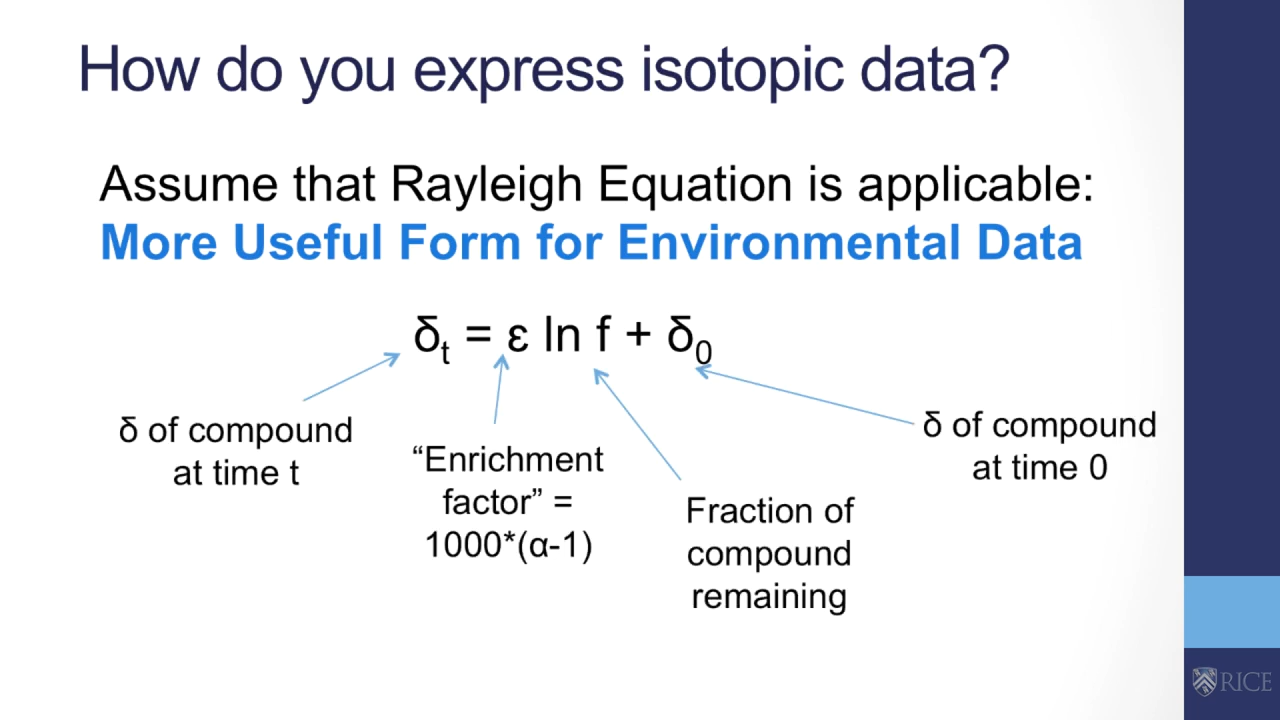 How do you express isotopic data?
Assume that Rayleigh Equation is applicable:
More Useful Form for Environmental Data
δt = ε ln f + δ0
δ of compound
at time t
“Enrichment
factor” =
1000*(α-1)
Fraction of
compound
remaining
δ of compound
at time 0
RICE